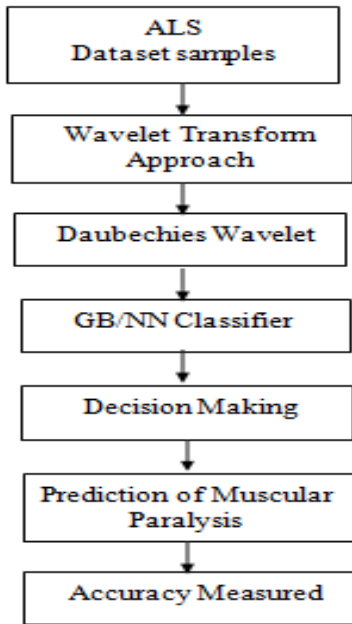 ALS
Dataset samples
Wavelet Transform
Approach
Daubechies Wavelet
GB/NN Classifier
Decision Making
Prediction of Muscular
Paralysis
Accuracy Measured